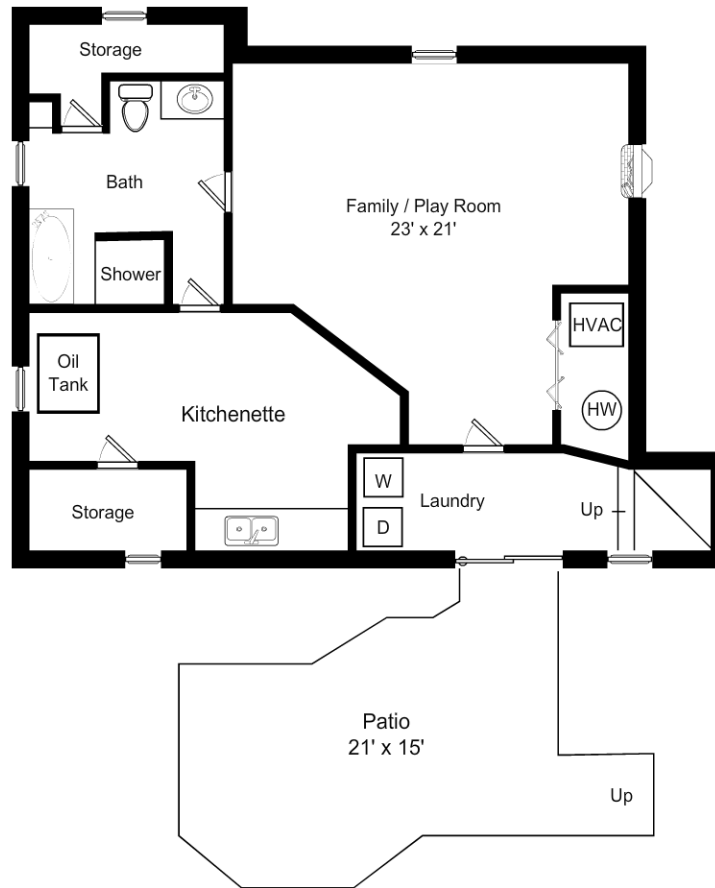 Storage
Bath
Family / Play Room
23' x 21'
Shower
HVAC
Oil
Tank
HW
Kitchenette
W
Laundry
Storage
Up
D
Patio
21' x 15'
Up